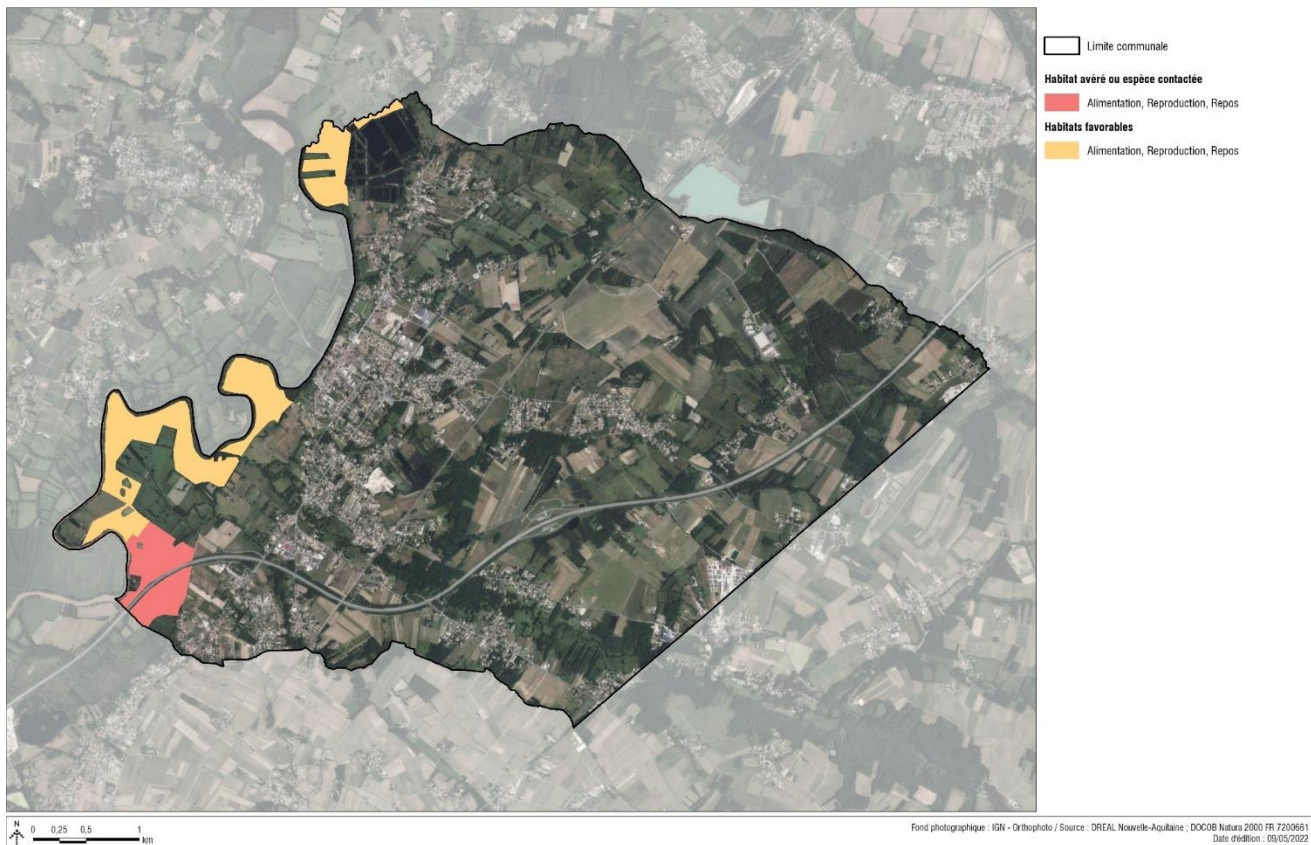 Limite communale
Habitat avéré ou espèce contactée
Alimentation, Reproduction, Repos
Habitats favorables
Alimentation, Reproduction, Repos
N
0 0,25 0,5 1
km
Fond photographique : IGN - Orthophoto / Source : DREAL Nouvelle-Aquitaine ; DOCOB Natura 2000 FR 7200661
Date d'édition : 09/05/2022